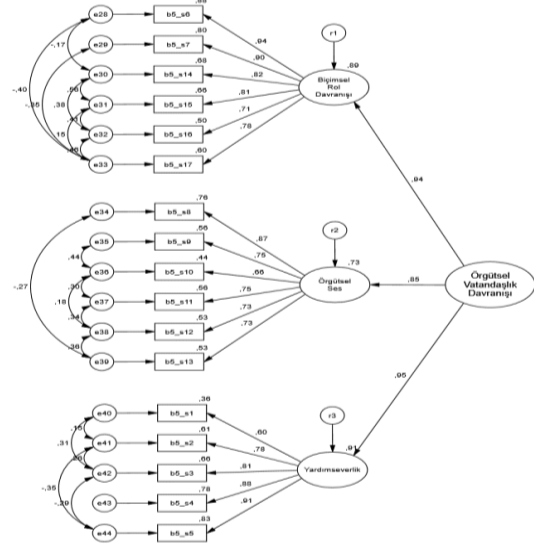 e28
b5_s6
-,17
,80
e29
b5_s7
r1
,94
,90
,89
,68
e30
b5_s14
,82
Biçimsel
Rol
Davranışı
-,40
,66
e31
b5_s15
,81
,38
,50
e32
b5_s16
,71
,15
,60
e33
b5_s17
,94
,76
e34
b5_s8
,56
r2
e35
b5_s9
,87
,75
,44
,44
,73
e36
b5_s10
,66
-,27
,30
,56
,85
Örgütsel
Vatandaşlık
Davranışı
e37
b5_s11
,75
Örgütsel
Ses
,18
,34
,53
,73
e38
b5_s12
,73
,36
,53
e39
b5_s13
,95
,36
e40
b5_s1
r3
,15
,61
,60
,31
e41
b5_s2
,78
,91
,66
e42
b5_s3
,81
Yardımseverlik
-,35
,78
,88
e43
b5_s4
,91
,83
e44
b5_s5